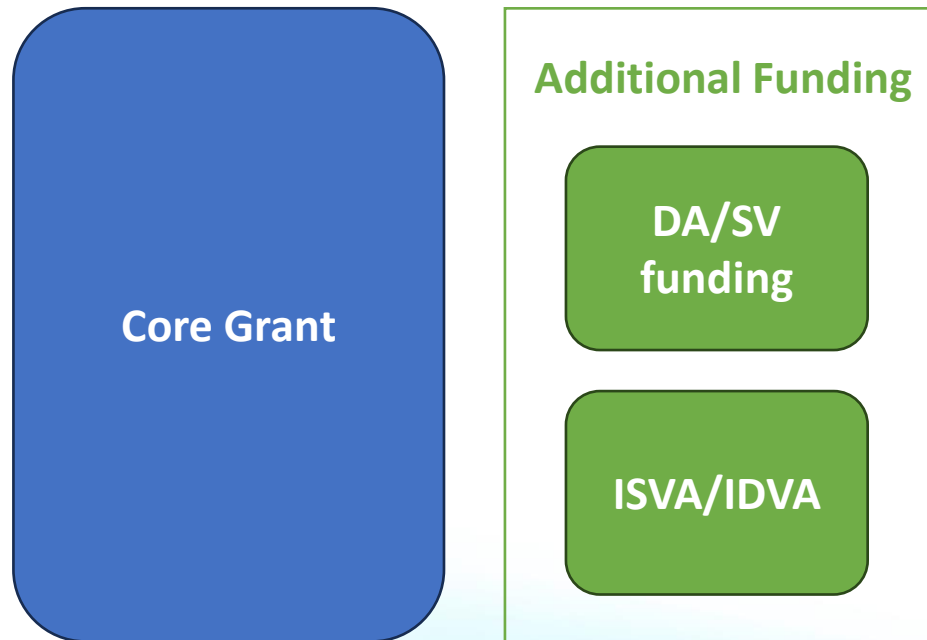 Core Grant
Additional Funding
DA/SV
funding
ISVA/IDVA